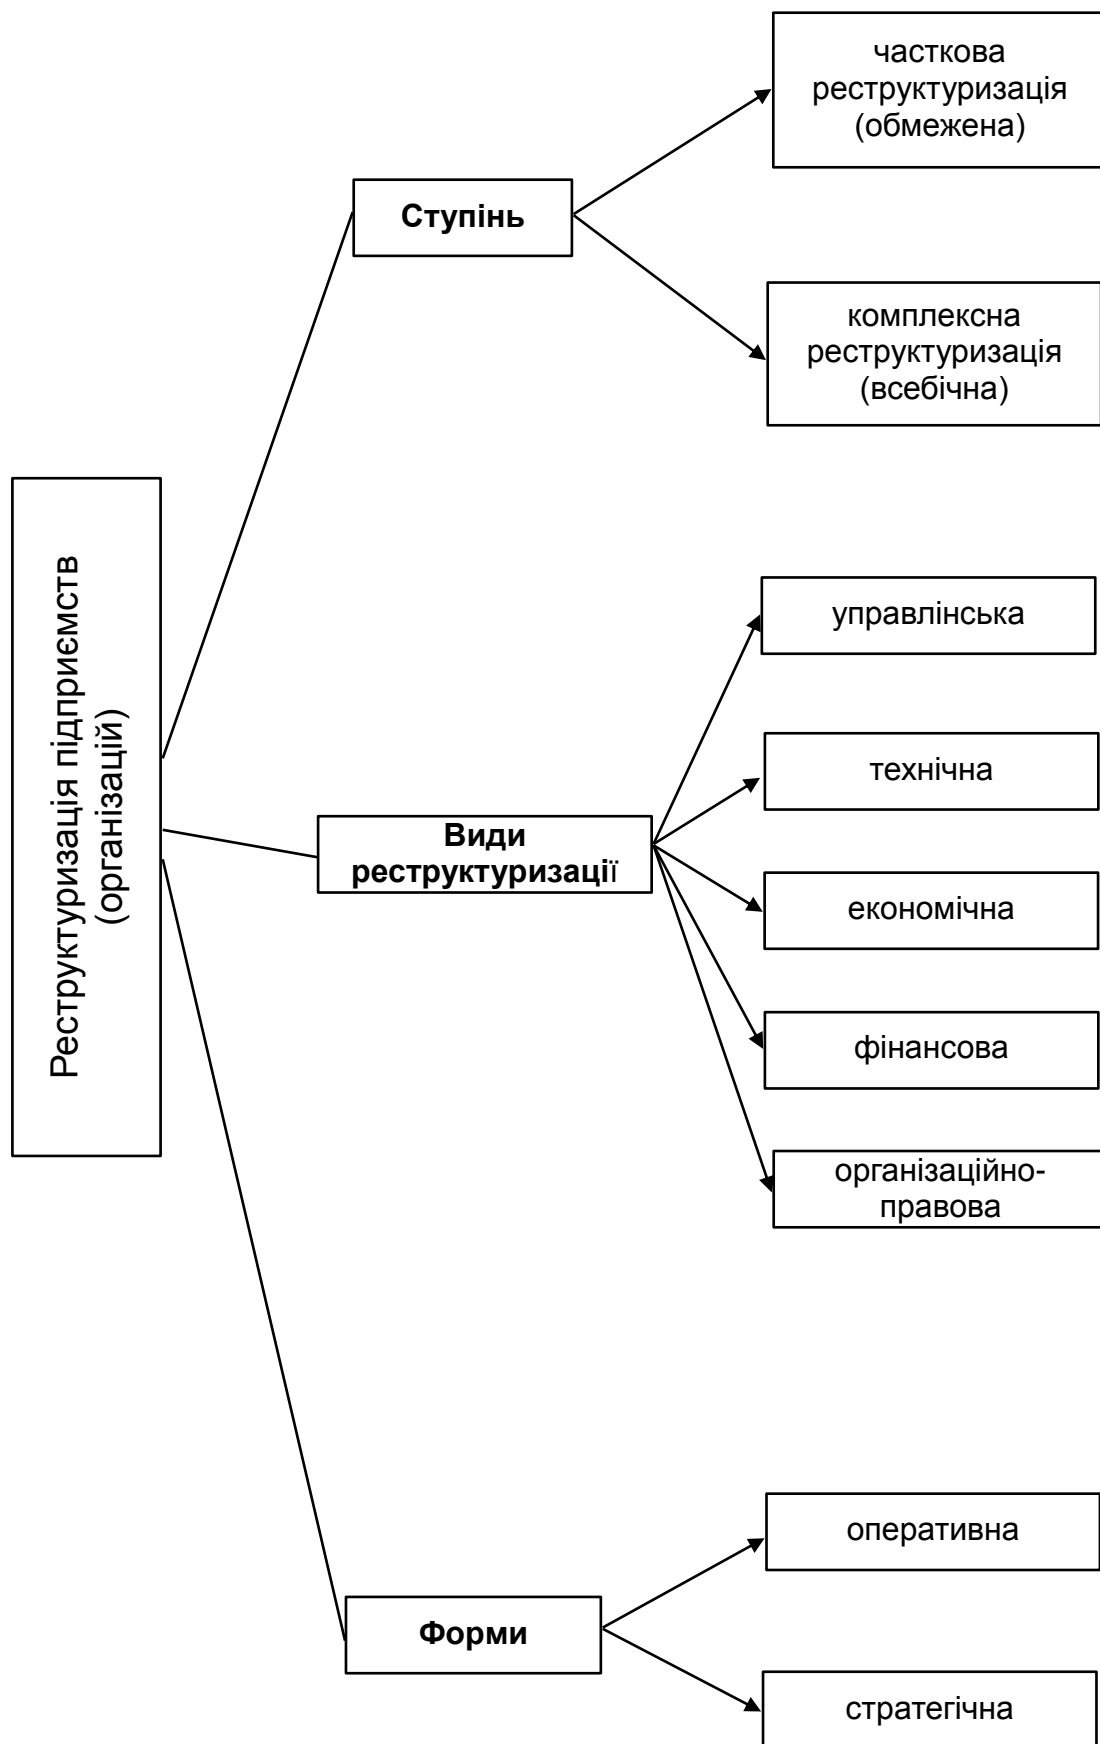 часткова
реструктуризація
(обмежена)
Ступінь
комплексна
реструктуризація
(всебічна)
Реструктуризація підприємств
(організацій)
управлінська
технічна
Види
реструктуризації
економічна
фінансова
організаційно-
правова
оперативна
Форми
стратегічна